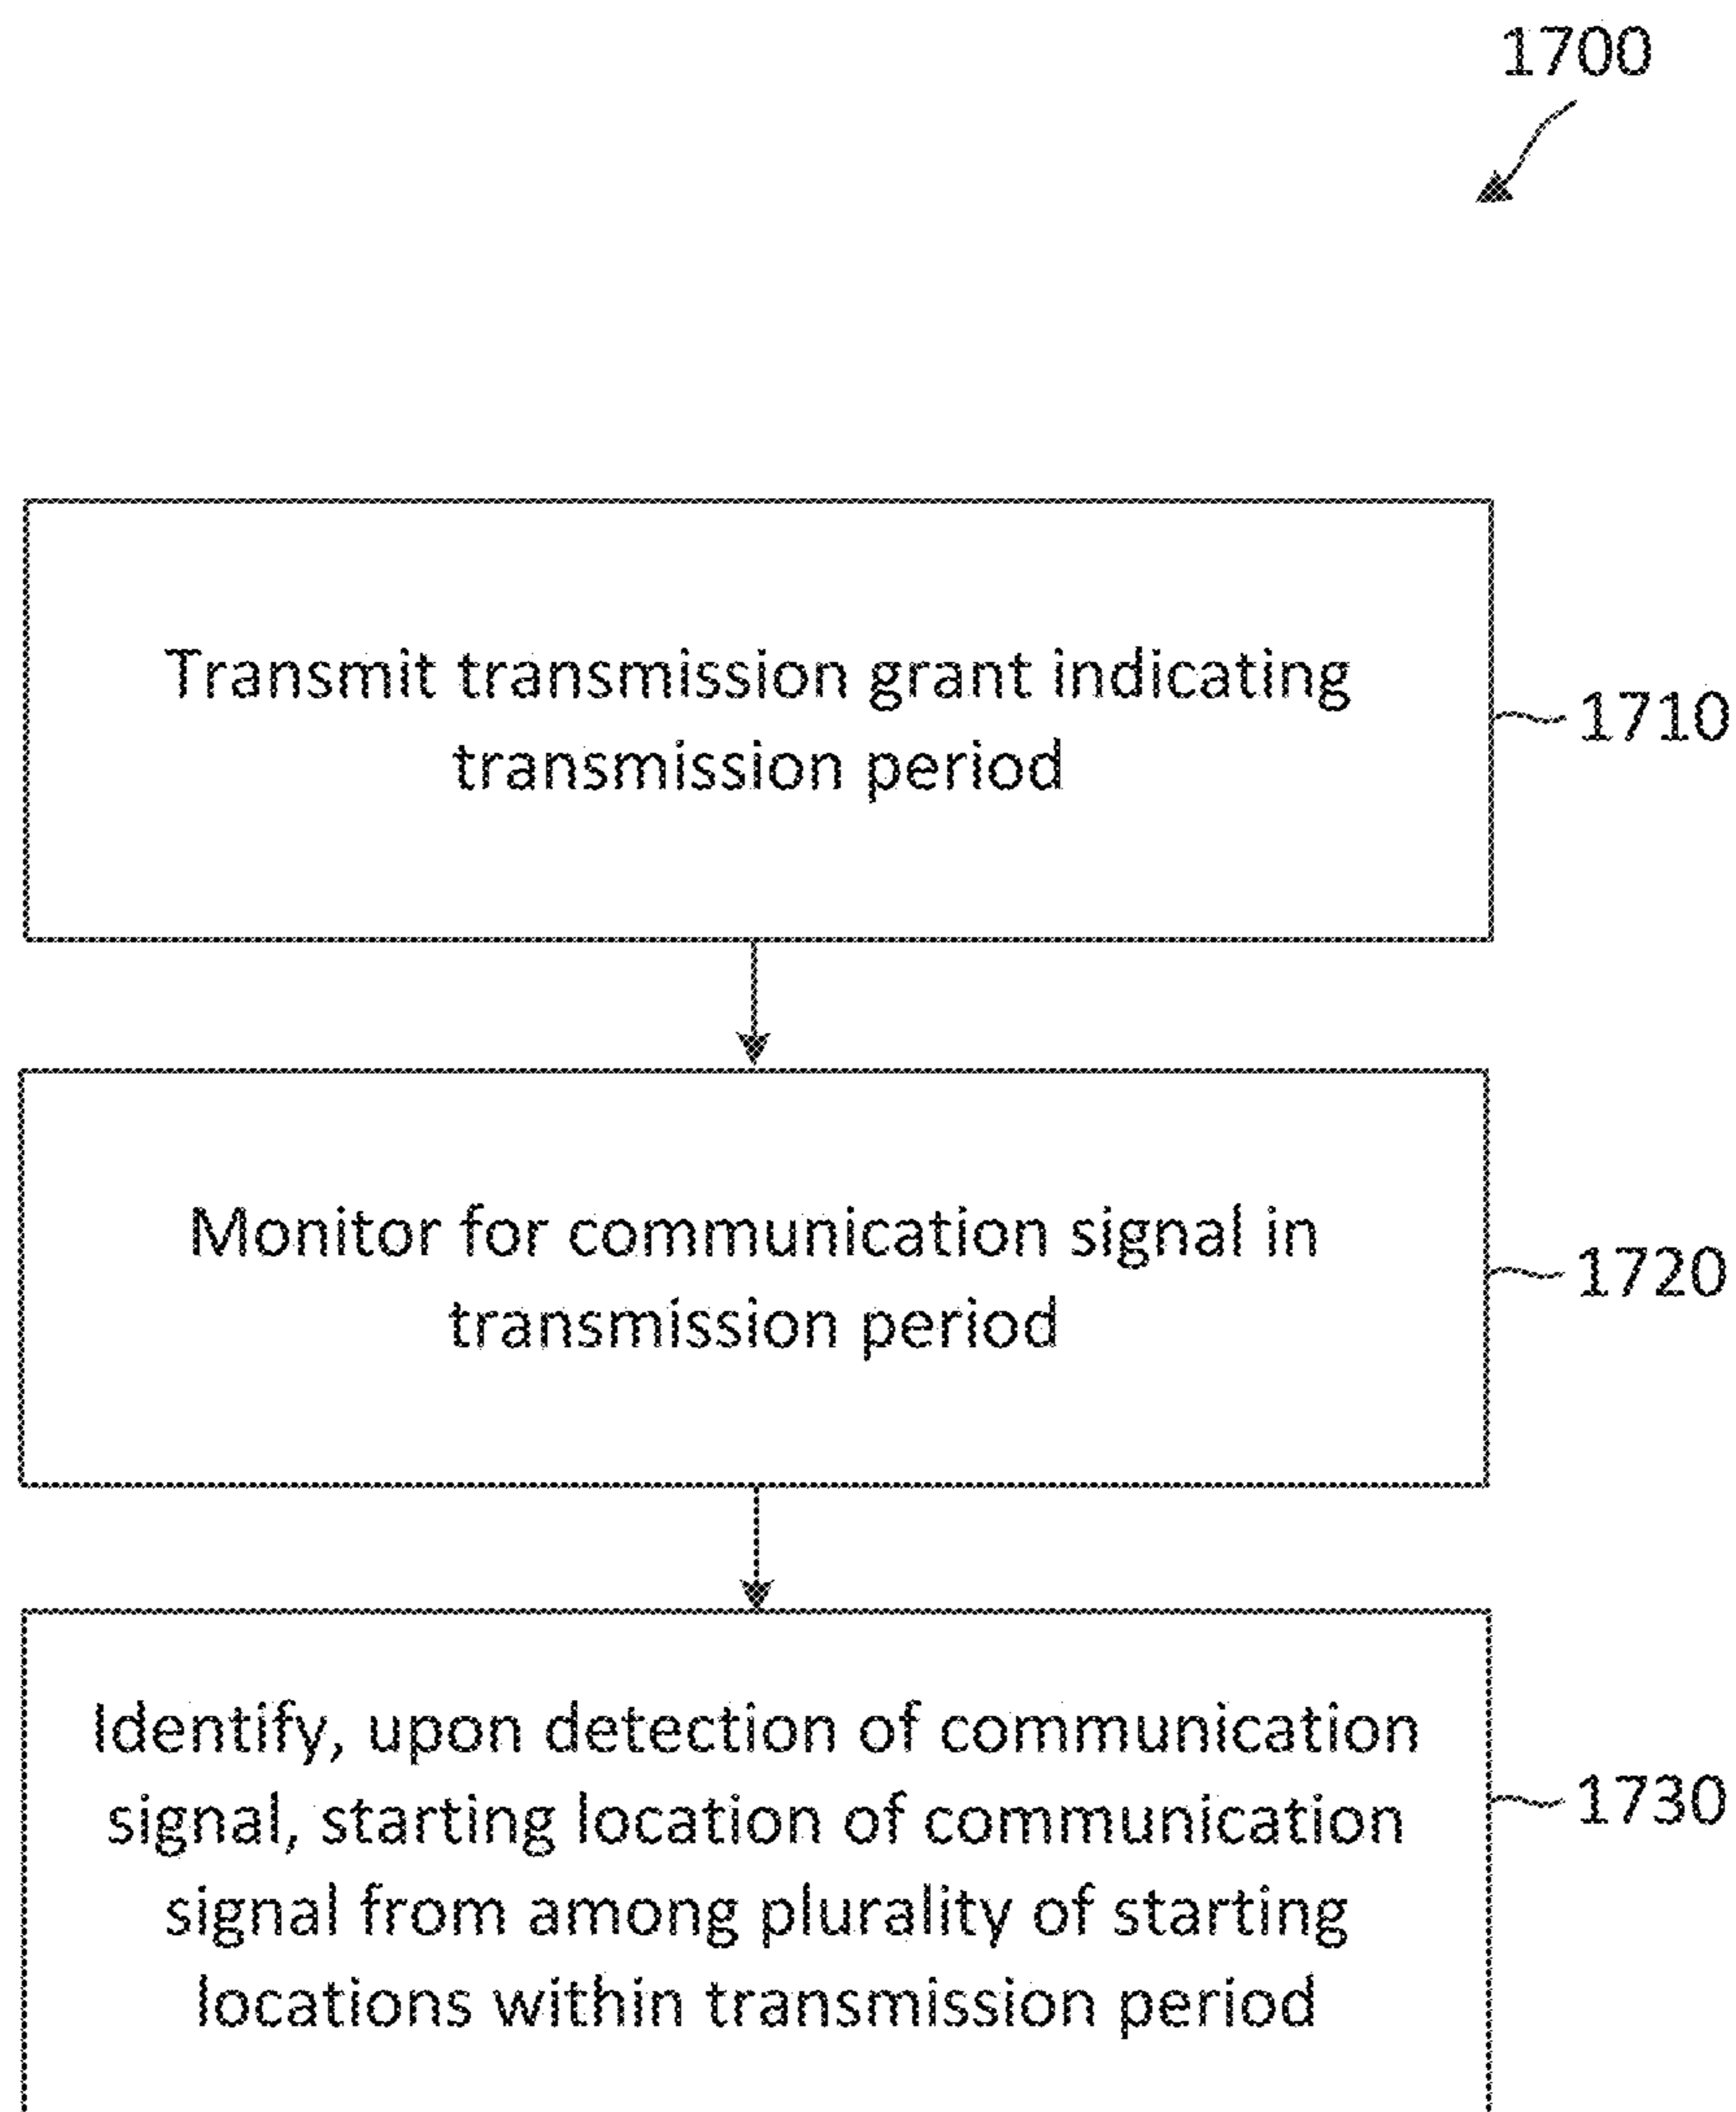 1700
Transmit transmission grant indicating
transmission period
1710
Monitor for communication signal in
transmission period
1720
Identify, upon detection of communication
signal, starting location of communication
signal from among plurality of starting
locations within transmission period
1730